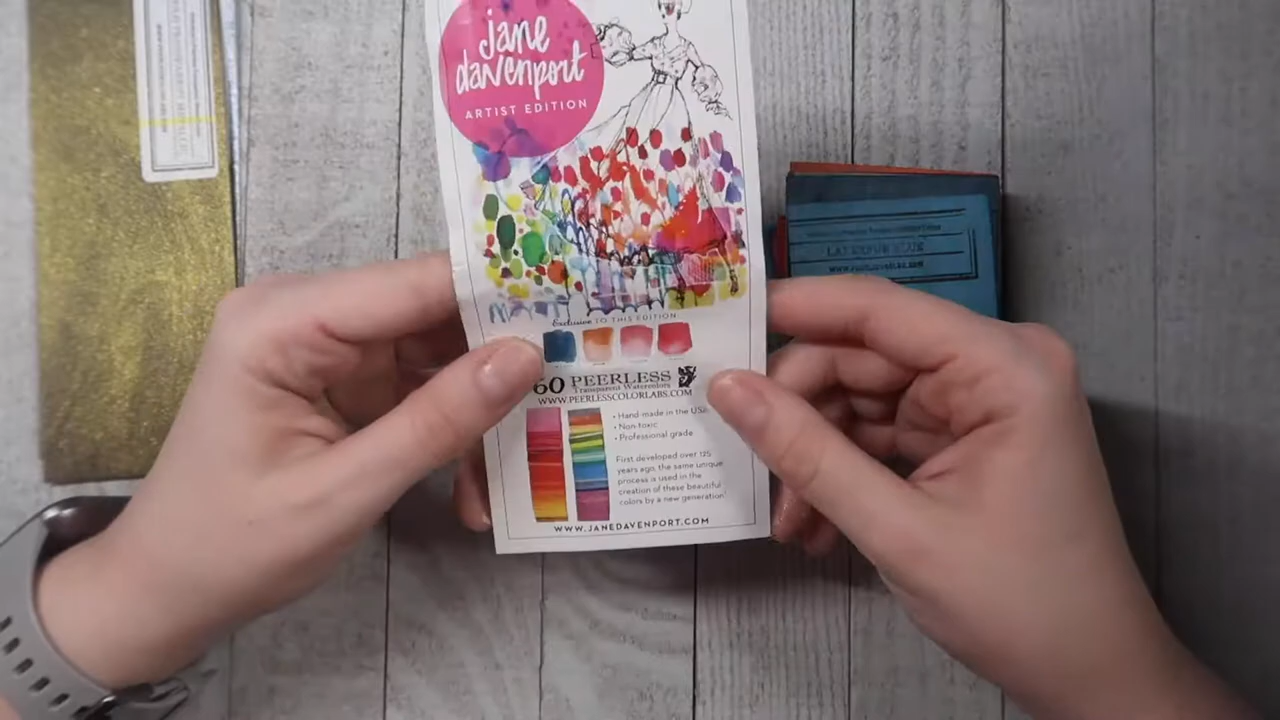 jane
davenport
ARTIST EDITION
Exclusive TO THIS EDITION
60 PEERLESS
Transparent Watercolors
WWW.PEERLESSCOLORLABS.COM
• Hand-made in the USA
• Non-toxic
• Professional grade
First developed over 125
years ago, the same unique
process is used in the
creation of these beautiful
colors by a new generation!
WWW.JANEDAVENPORT.COM
BLUE